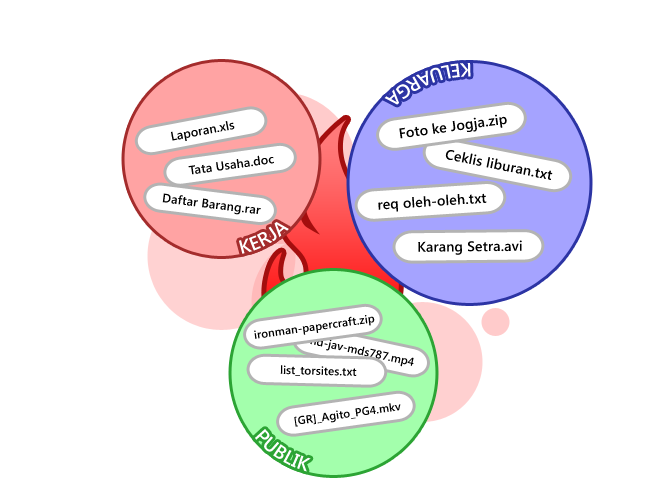 Laporan.xls
Tata Usaha.doc
Daftar Barang.rar
KERJA
KELUARGA
Foto ke Jogja.zip
Ceklis liburan.txt
req oleh-oleh.txt
Karang Setra.avi
ironman-papercraft.zip
-jav-mds787.mp4
list_torsites.txt
[GR]_Agito_PG4.mkv
PUBLIK